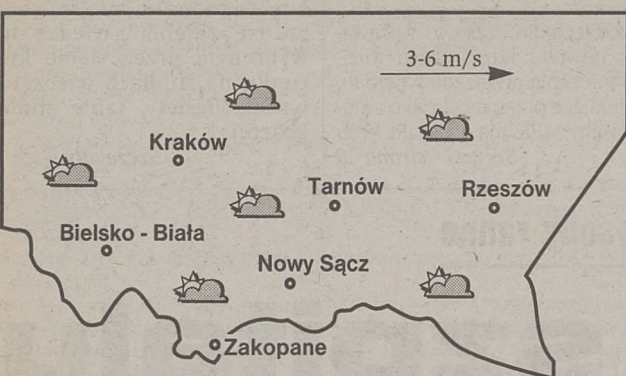 3-6 m/s
Kraków
Tarnów
Rzeszów
Bielsko - Biała
Nowy Sącz
Zakopane